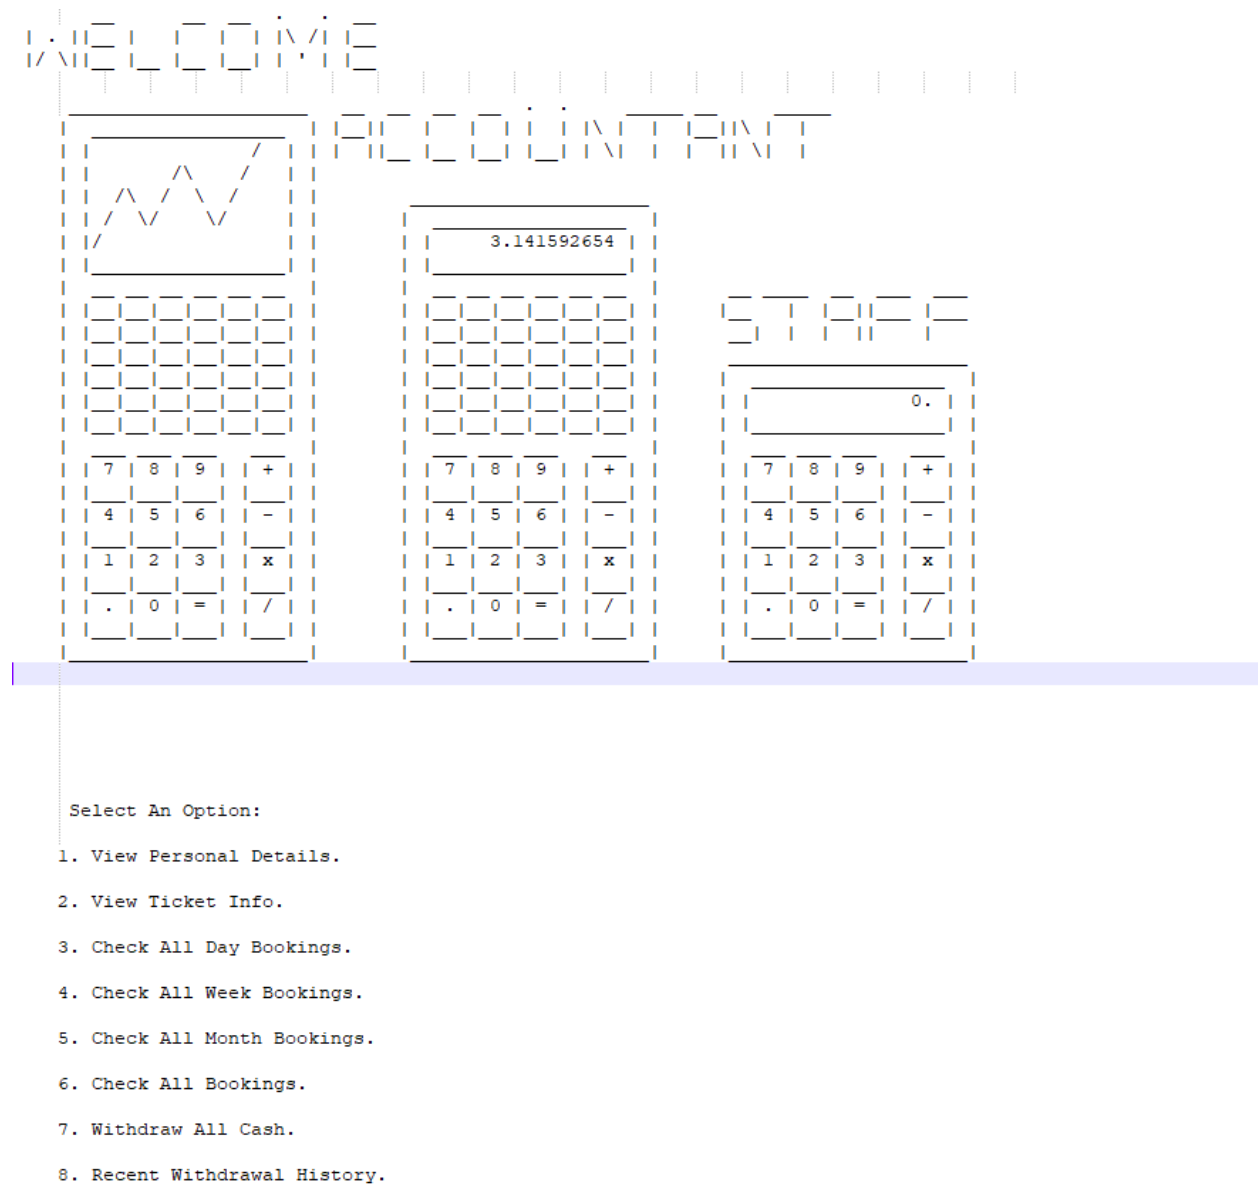 WELCOME
ACCOUNTANT
3.141592654
STAFF
0.
7 8 9 +
4 5 6 -
1 2 3 x
. 0 = /
7 8 9 +
4 5 6 -
1 2 3 x
. 0 = /
7 8 9 +
4 5 6 -
1 2 3 x
. 0 = /
Select An Option:
1. View Personal Details.
2. View Ticket Info.
3. Check All Day Bookings.
4. Check All Week Bookings.
5. Check All Month Bookings.
6. Check All Bookings.
7. Withdraw All Cash.
8. Recent Withdrawal History.